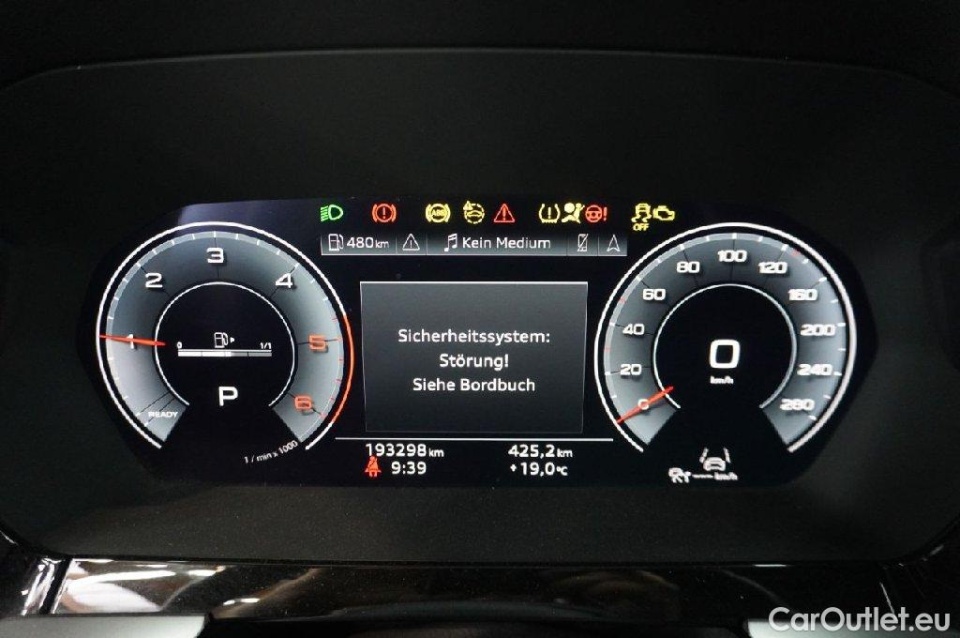 ABS
OFF
480 km
Kein Medium
3
2
4
1
5
6
0
1/1
P
READY
1/min x 1000
Sicherheitssystem:
Störung!
Siehe Bordbuch
193298 km
425,2 km
9:39
+19,0 °C
100
80
120
60
160
40
200
20
240
0
280
0
km/h
--- km/h
CarOutlet.eu